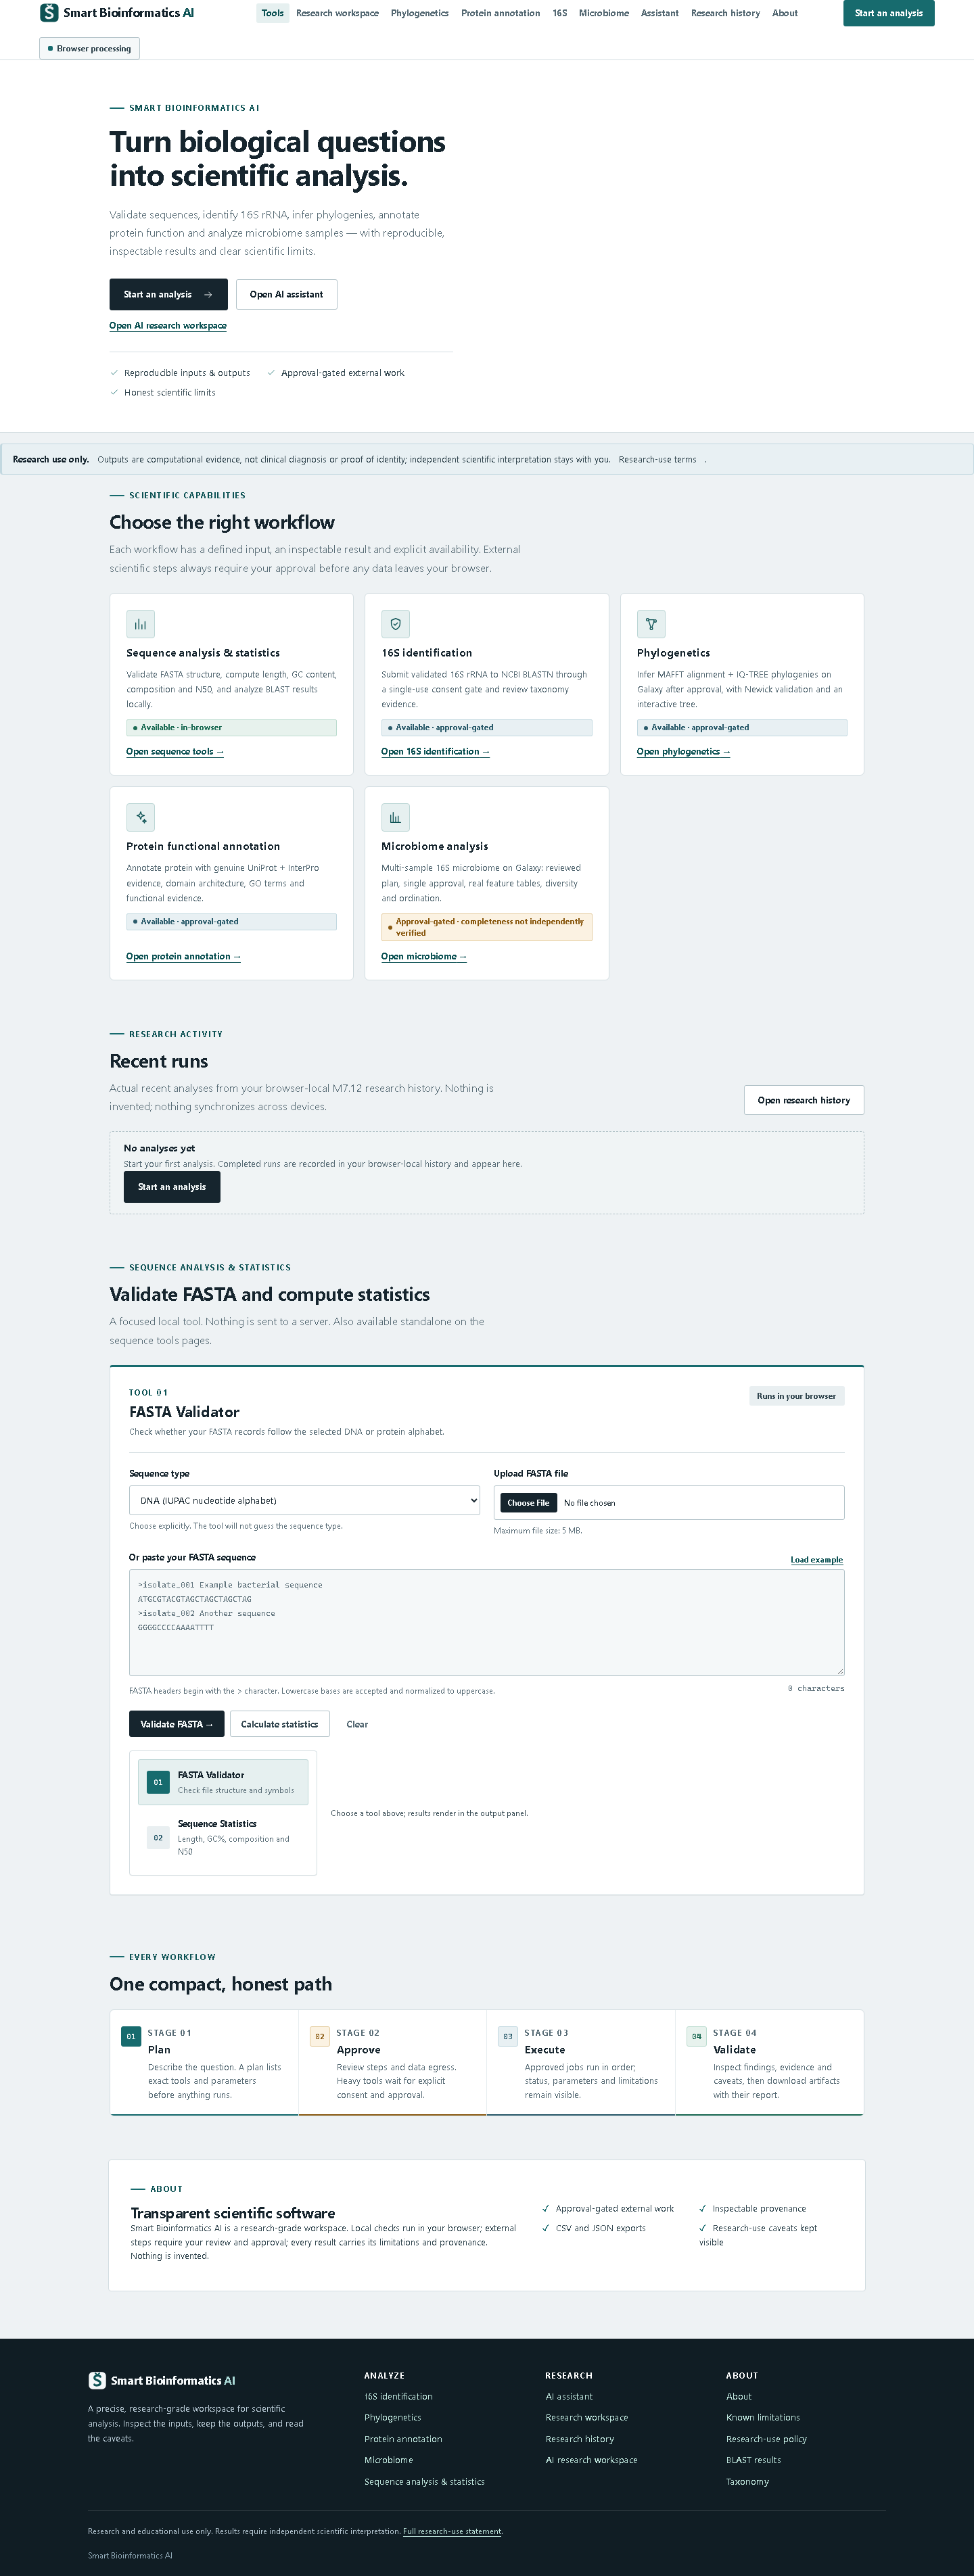 Smart Bioinformatics AI
Tools Research workspace Phylogenetics Protein annotation 16S Microbiome Assistant Research history About
Start an analysis
Browser processing
SMART BIOINFORMATICS AI
Turn biological questions
into scientific analysis.
Validate sequences, identify 16S rRNA, infer phylogenies, annotate
protein function and analyze microbiome samples — with reproducible,
inspectable results and clear scientific limits.
Start an analysis →
Open AI assistant
Open AI research workspace
✓ Reproducible inputs & outputs ✓ Approval-gated external work
✓ Honest scientific limits
Research use only. Outputs are computational evidence, not clinical diagnosis or proof of identity; independent scientific interpretation stays with you. Research-use terms .
SCIENTIFIC CAPABILITIES
Choose the right workflow
Each workflow has a defined input, an inspectable result and explicit availability. External
scientific steps always require your approval before any data leaves your browser.
Sequence analysis & statistics
Validate FASTA structure, compute length, GC content,
composition and N50, and analyze BLAST results
locally.
Available · in-browser
Open sequence tools →
16S identification
Submit validated 16S rRNA to NCBI BLASTN through
a single-use consent gate and review taxonomy
evidence.
Available · approval-gated
Open 16S identification →
Phylogenetics
Infer MAFFT alignment + IQ-TREE phylogenies on
Galaxy after approval, with Newick validation and an
interactive tree.
Available · approval-gated
Open phylogenetics →
Protein functional annotation
Annotate protein with genuine UniProt + InterPro
evidence, domain architecture, GO terms and
functional evidence.
Available · approval-gated
Open protein annotation →
Microbiome analysis
Multi-sample 16S microbiome on Galaxy: reviewed
plan, single approval, real feature tables, diversity
and ordination.
Approval-gated · completeness not independently
verified
Open microbiome →
RESEARCH ACTIVITY
Recent runs
Actual recent analyses from your browser-local M7.12 research history. Nothing is
invented; nothing synchronizes across devices.
Open research history
No analyses yet
Start your first analysis. Completed runs are recorded in your browser-local history and appear here.
Start an analysis
SEQUENCE ANALYSIS & STATISTICS
Validate FASTA and compute statistics
A focused local tool. Nothing is sent to a server. Also available standalone on the
sequence tools pages.
TOOL 01
FASTA Validator
Check whether your FASTA records follow the selected DNA or protein alphabet.
Runs in your browser
Sequence type
DNA (IUPAC nucleotide alphabet)
Choose explicitly. The tool will not guess the sequence type.
Upload FASTA file
Choose File No file chosen
Maximum file size: 5 MB.
Or paste your FASTA sequence
Load example
>isolate_001 Example bacterial sequence
ATGCGTACGTAGCTAGCTAGCTAG
>isolate_002 Another sequence
GGGGCCCCAAAATTTT
FASTA headers begin with the > character. Lowercase bases are accepted and normalized to uppercase.
0 characters
Validate FASTA →
Calculate statistics
Clear
01
FASTA Validator
Check file structure and symbols
02
Sequence Statistics
Length, GC%, composition and
N50
Choose a tool above; results render in the output panel.
EVERY WORKFLOW
One compact, honest path
01 STAGE 01
Plan
Describe the question. A plan lists
exact tools and parameters
before anything runs.
02 STAGE 02
Approve
Review steps and data egress.
Heavy tools wait for explicit
consent and approval.
03 STAGE 03
Execute
Approved jobs run in order;
status, parameters and limitations
remain visible.
04 STAGE 04
Validate
Inspect findings, evidence and
caveats, then download artifacts
with their report.
ABOUT
Transparent scientific software
Smart Bioinformatics AI is a research-grade workspace. Local checks run in your browser; external
steps require your review and approval; every result carries its limitations and provenance.
Nothing is invented.
✓ Approval-gated external work
✓ Inspectable provenance
✓ CSV and JSON exports
✓ Research-use caveats kept
visible
Smart Bioinformatics AI
A precise, research-grade workspace for scientific
analysis. Inspect the inputs, keep the outputs, and read
the caveats.
ANALYZE
16S identification
Phylogenetics
Protein annotation
Microbiome
Sequence analysis & statistics
RESEARCH
AI assistant
Research workspace
Research history
AI research workspace
ABOUT
About
Known limitations
Research-use policy
BLAST results
Taxonomy
Research and educational use only. Results require independent scientific interpretation. Full research-use statement.
Smart Bioinformatics AI